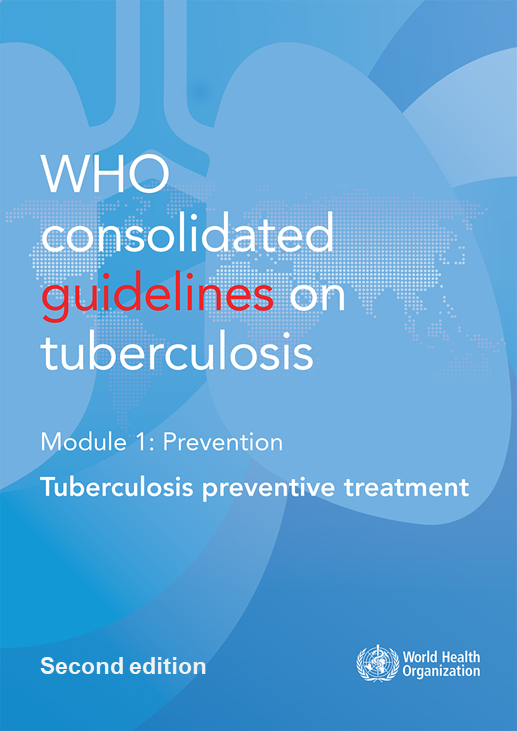 WHO
consolidated
guidelines on
tuberculosis
Module 1: Prevention
Tuberculosis preventive treatment
Second edition
World Health
Organization